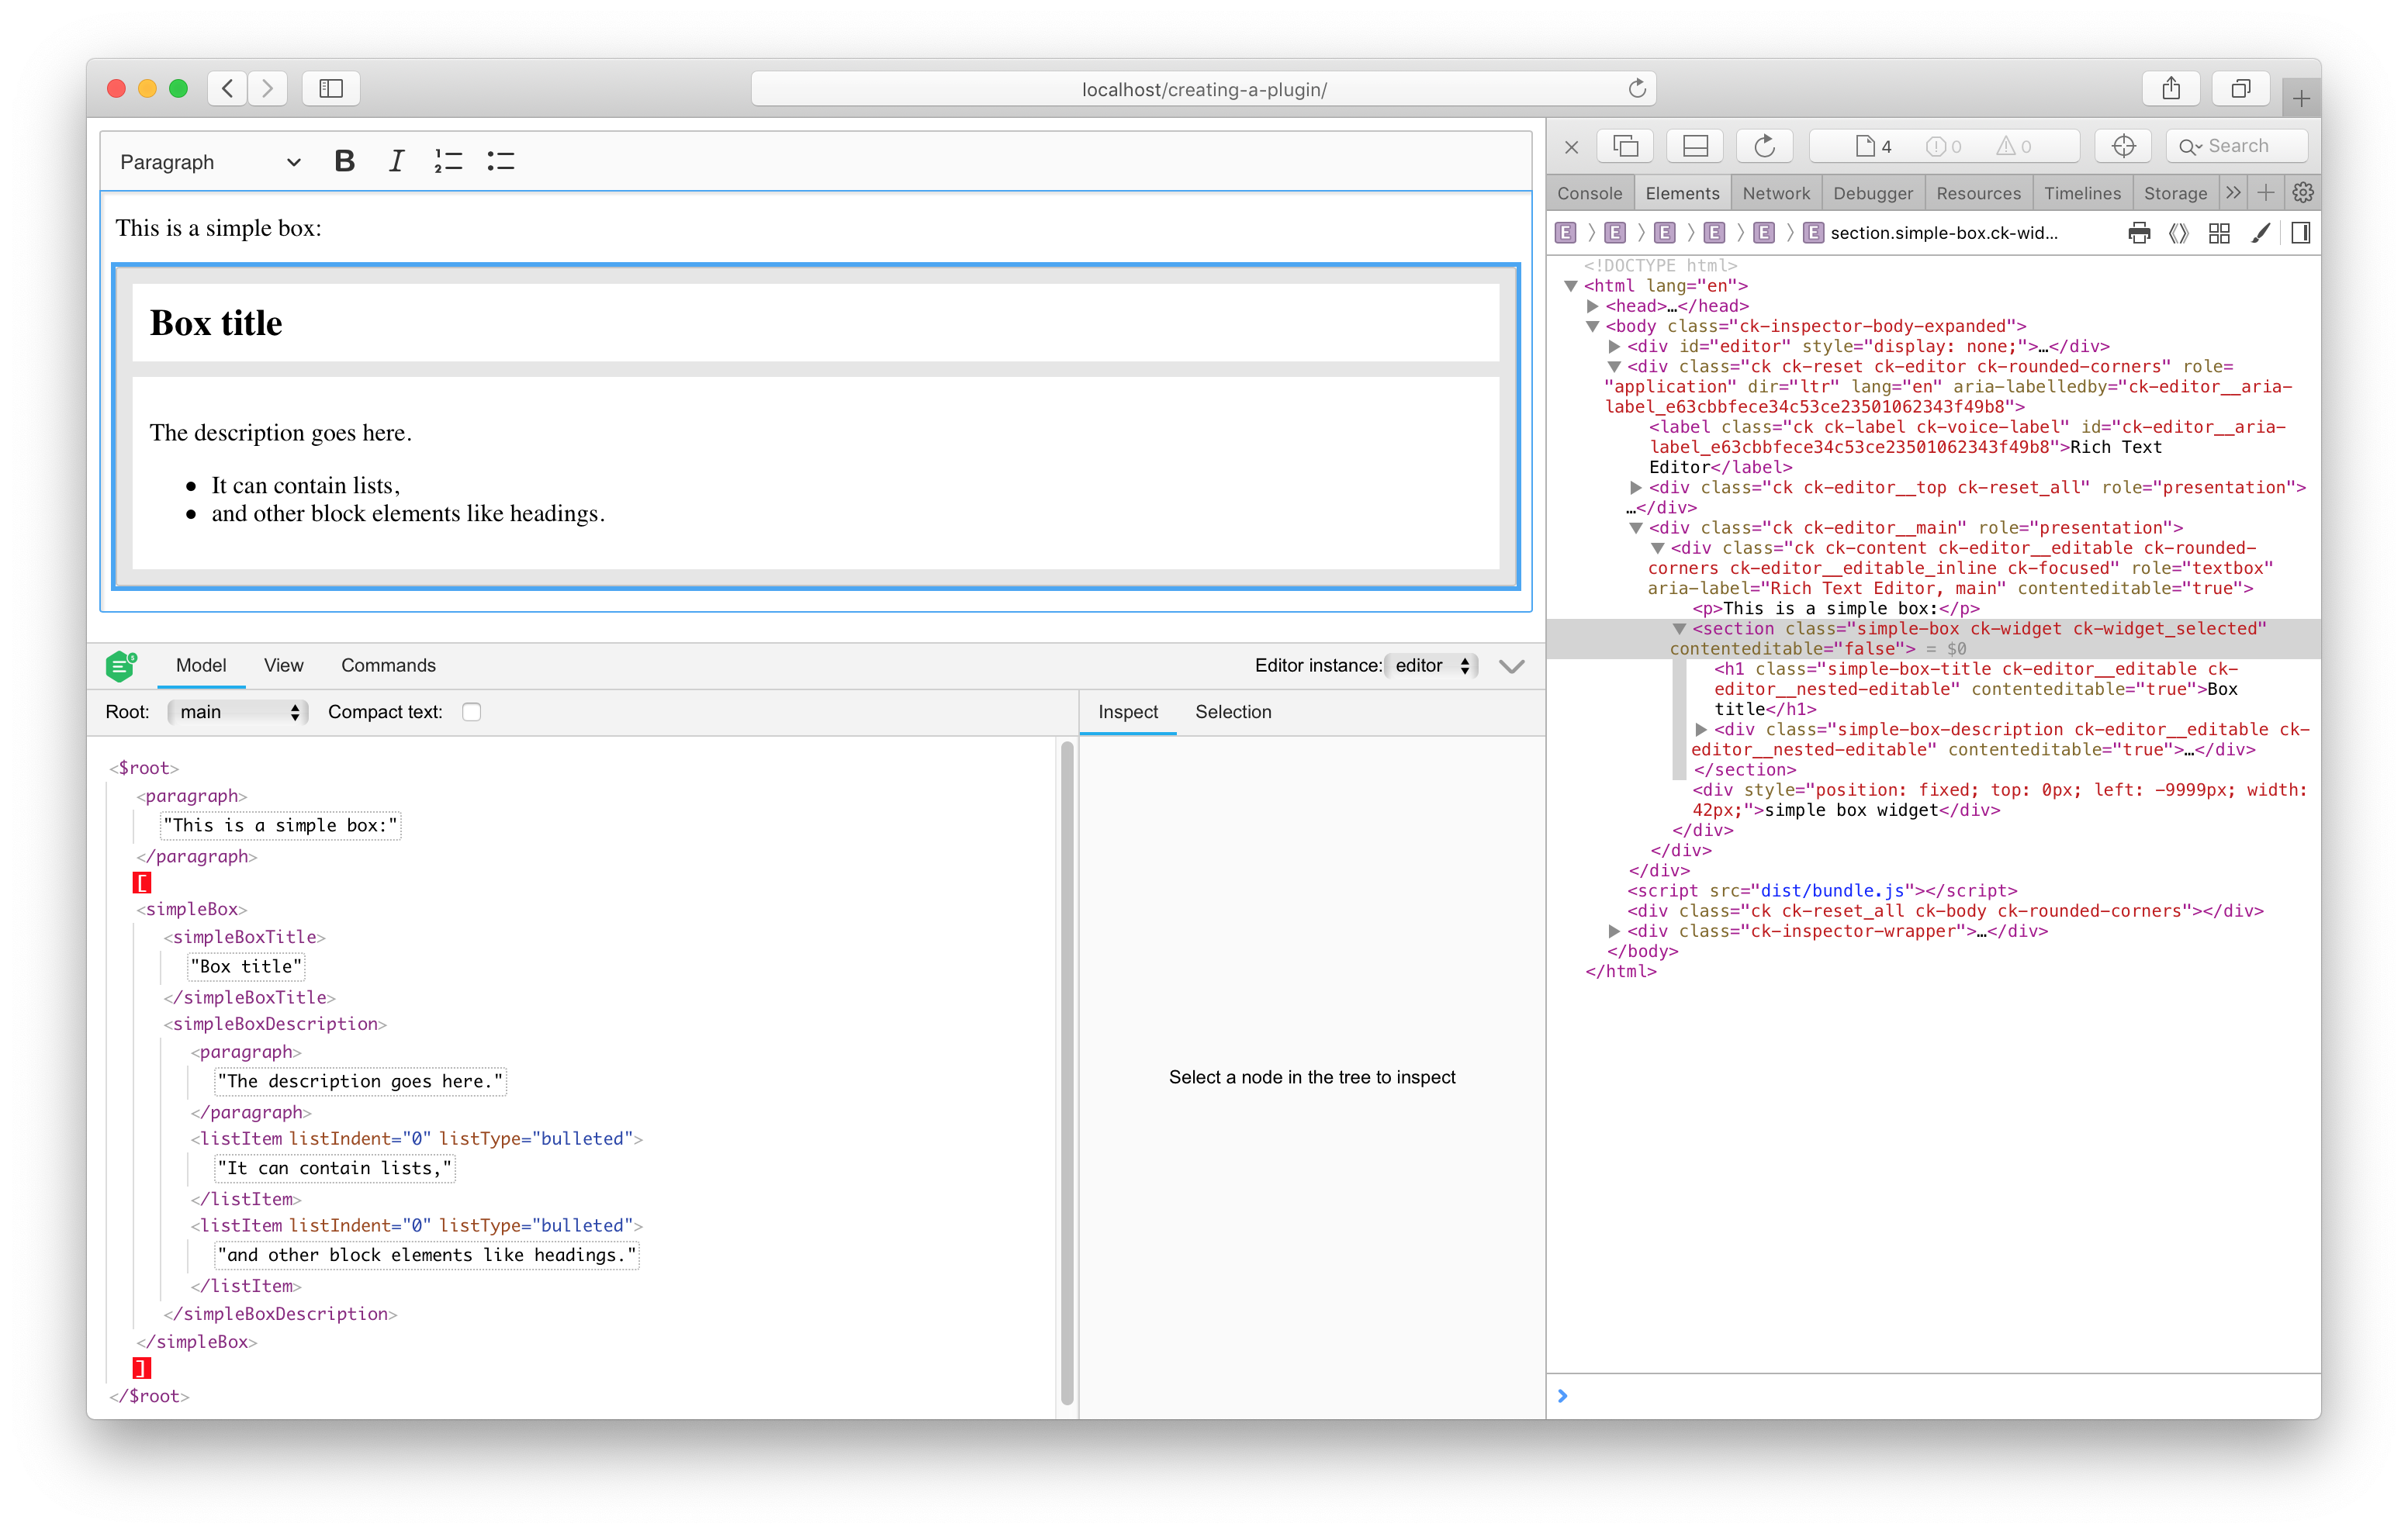 localhost/creating-a-plugin/
Paragraph B I
This is a simple box:
Box title
The description goes here.
• It can contain lists,
• and other block elements like headings.
Model View Commands Editor instance: editor
Root: main Compact text:
Inspect Selection
<$root>
<paragraph>
"This is a simple box:"
</paragraph>
[
<simpleBox>
<simpleBoxTitle>
"Box title"
</simpleBoxTitle>
<simpleBoxDescription>
<paragraph>
"The description goes here."
</paragraph>
<listItem listIndent="0" listType="bulleted">
"It can contain lists,"
</listItem>
<listItem listIndent="0" listType="bulleted">
"and other block elements like headings."
</listItem>
</simpleBoxDescription>
</simpleBox>
]
</$root>
Select a node in the tree to inspect
4 0 0 Search
Console Elements Network Debugger Resources Timelines Storage
E E E E E E section.simple-box.ck-wid...
<!DOCTYPE html>
<html lang="en">
<head>…</head>
<body class="ck-inspector-body-expanded">
<div id="editor" style="display: none;">…</div>
<div class="ck ck-reset ck-editor ck-rounded-corners" role=
"application" dir="ltr" lang="en" aria-labelledby="ck-editor__aria-
label_e63cbbfece34c53ce23501062343f49b8">
<label class="ck ck-label ck-voice-label" id="ck-editor__aria-
label_e63cbbfece34c53ce23501062343f49b8">Rich Text
Editor</label>
<div class="ck ck-editor__top ck-reset_all" role="presentation">
…</div>
<div class="ck ck-editor__main" role="presentation">
<div class="ck ck-content ck-editor__editable ck-rounded-
corners ck-editor__editable_inline ck-focused" role="textbox"
aria-label="Rich Text Editor, main" contenteditable="true">
<p>This is a simple box:</p>
<section class="simple-box ck-widget ck-widget_selected"
contenteditable="false"> = $0
<h1 class="simple-box-title ck-editor__editable ck-
editor__nested-editable" contenteditable="true">Box
title</h1>
<div class="simple-box-description ck-editor__editable ck-
editor__nested-editable" contenteditable="true">…</div>
</section>
<div style="position: fixed; top: 0px; left: -9999px; width:
42px;">simple box widget</div>
</div>
</div>
</div>
<script src="dist/bundle.js"></script>
<div class="ck ck-reset_all ck-body ck-rounded-corners"></div>
<div class="ck-inspector-wrapper">…</div>
</body>
</html>